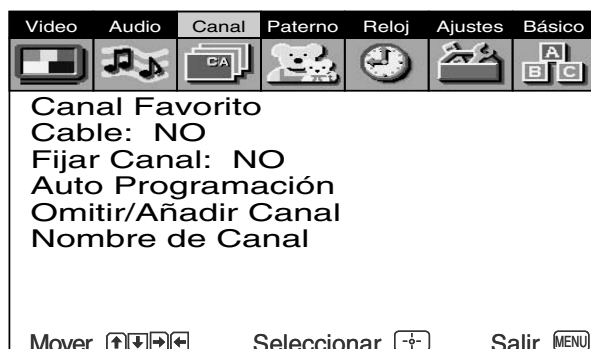 Video Audio Canal Paterno Reloj Ajustes Básico
CA A B C
Canal Favorito
Cable: NO
Fijar Canal: NO
Auto Programación
Omitir/Añadir Canal
Nombre de Canal
Mover Seleccionar Salir MENU